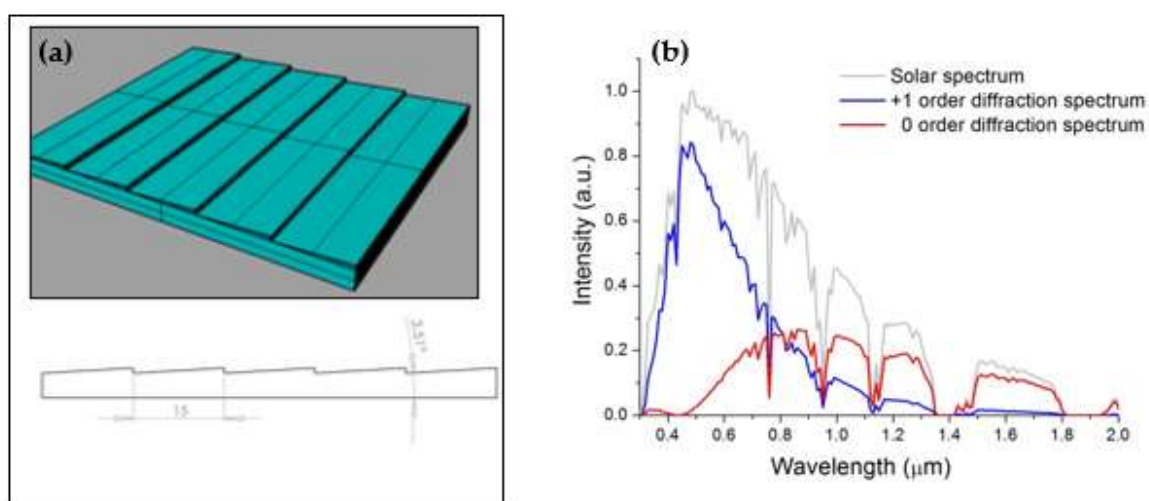 (a)
3.57°
15
(b)
Solar spectrum
+1 order diffraction spectrum
0 order diffraction spectrum
Intensity (a.u.)
1.0
0.8
0.6
0.4
0.2
0.0
0.4 0.6 0.8 1.0 1.2 1.4 1.6 1.8 2.0
Wavelength (μm)